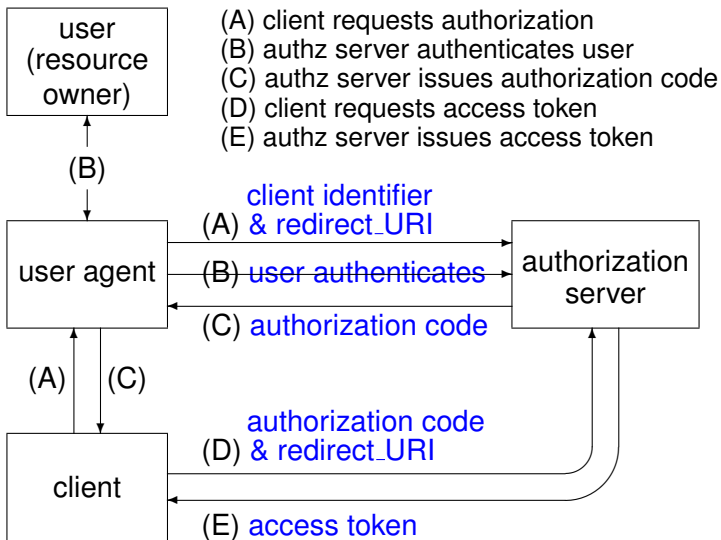 user
(resource
owner)
(A) client requests authorization
(B) authz server authenticates user
(C) authz server issues authorization code
(D) client requests access token
(E) authz server issues access token
(B)
client identifier
(A) & redirect_URI
user agent
(B) user authenticates
authorization
server
(C) authorization code
(A)
(C)
authorization code
(D) & redirect_URI
client
(E) access token